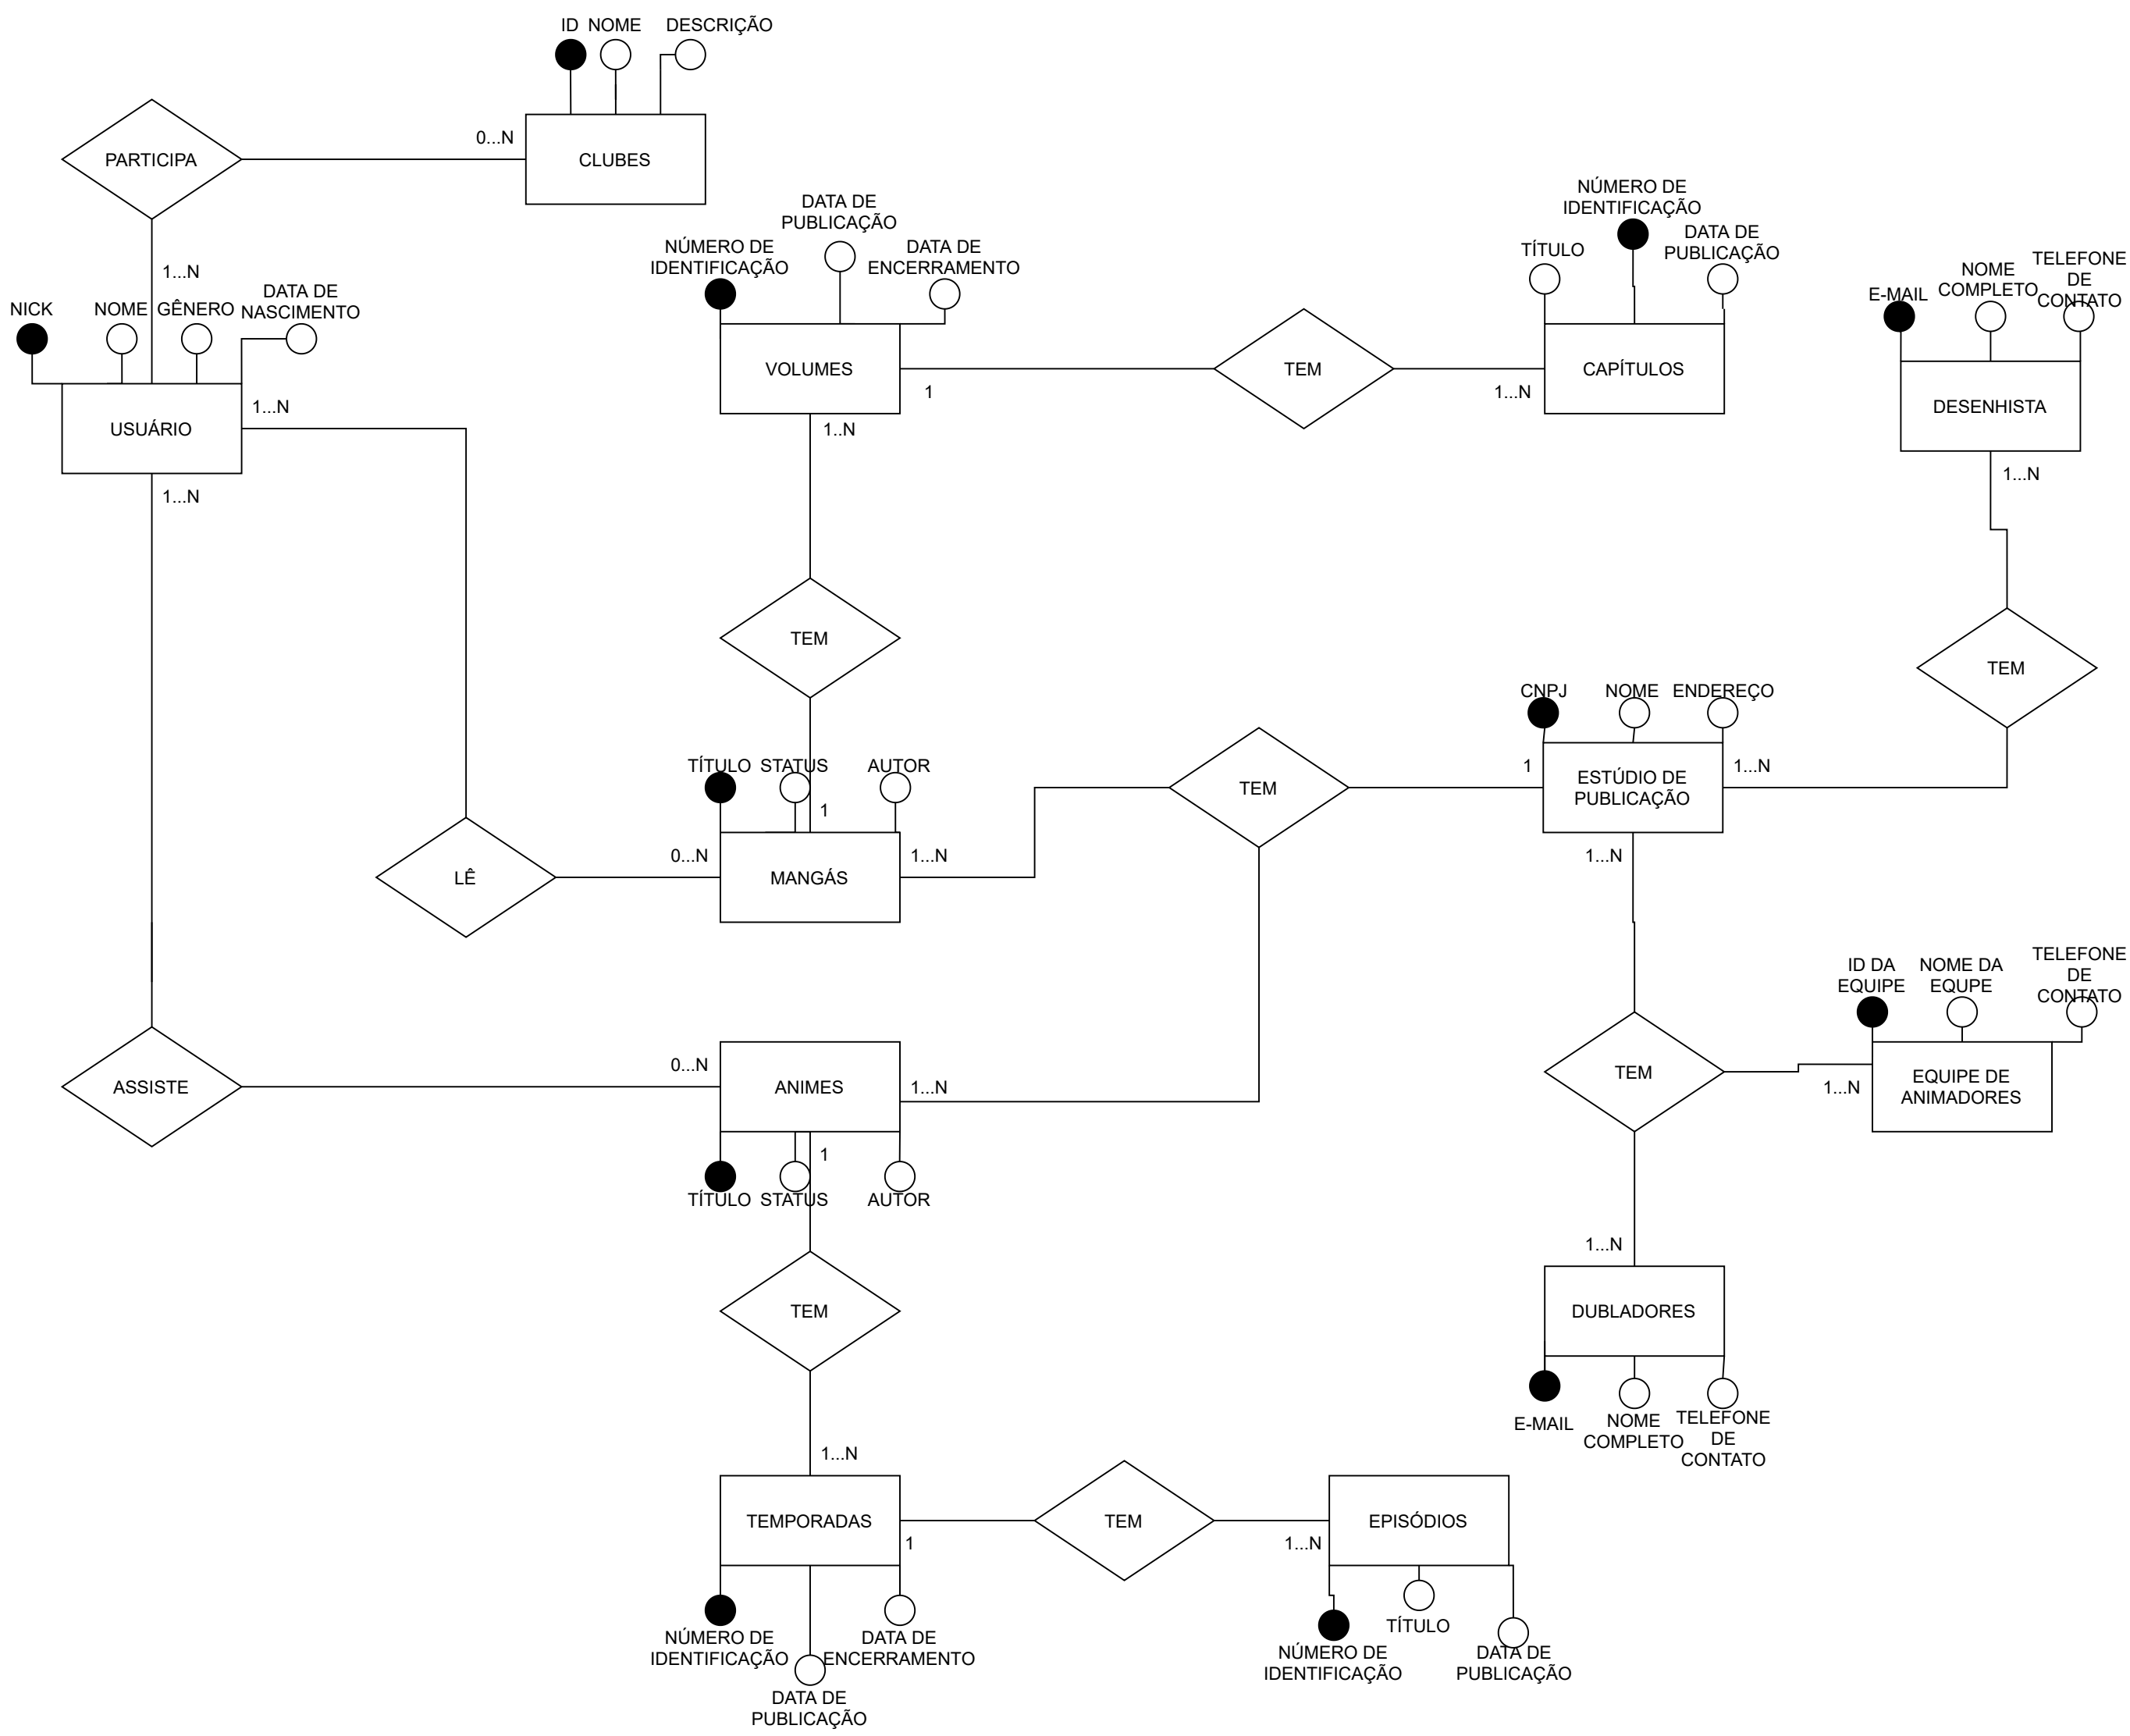 ID
NOME
DESCRIÇÃO
PARTICIPA
0...N
CLUBES
1...N
NICK
NOME
GÊNERO
DATA DE
NASCIMENTO
USUÁRIO
1...N
1...N
NÚMERO DE
IDENTIFICAÇÃO
DATA DE
PUBLICAÇÃO
DATA DE
ENCERRAMENTO
VOLUMES
1
1..N
TEM
1...N
TÍTULO
NÚMERO DE
IDENTIFICAÇÃO
DATA DE
PUBLICAÇÃO
CAPÍTULOS
E-MAIL
NOME
COMPLETO
TELEFONE
DE
CONTATO
DESENHISTA
1...N
TEM
TEM
CNPJ
NOME
ENDEREÇO
1
ESTÚDIO DE
PUBLICAÇÃO
1...N
1...N
TÍTULO
STATUS
AUTOR
1
LÊ
0...N
MANGÁS
1...N
TEM
ID DA
EQUIPE
NOME DA
EQUPE
TELEFONE
DE
CONTATO
ASSISTE
0...N
ANIMES
1...N
TEM
1...N
EQUIPE DE
ANIMADORES
1
TÍTULO
STATUS
AUTOR
1...N
TEM
DUBLADORES
E-MAIL
NOME
COMPLETO
TELEFONE
DE
CONTATO
1...N
TEMPORADAS
1
TEM
1...N
EPISÓDIOS
NÚMERO DE
IDENTIFICAÇÃO
DATA DE
PUBLICAÇÃO
DATA DE
ENCERRAMENTO
NÚMERO DE
IDENTIFICAÇÃO
TÍTULO
DATA DE
PUBLICAÇÃO